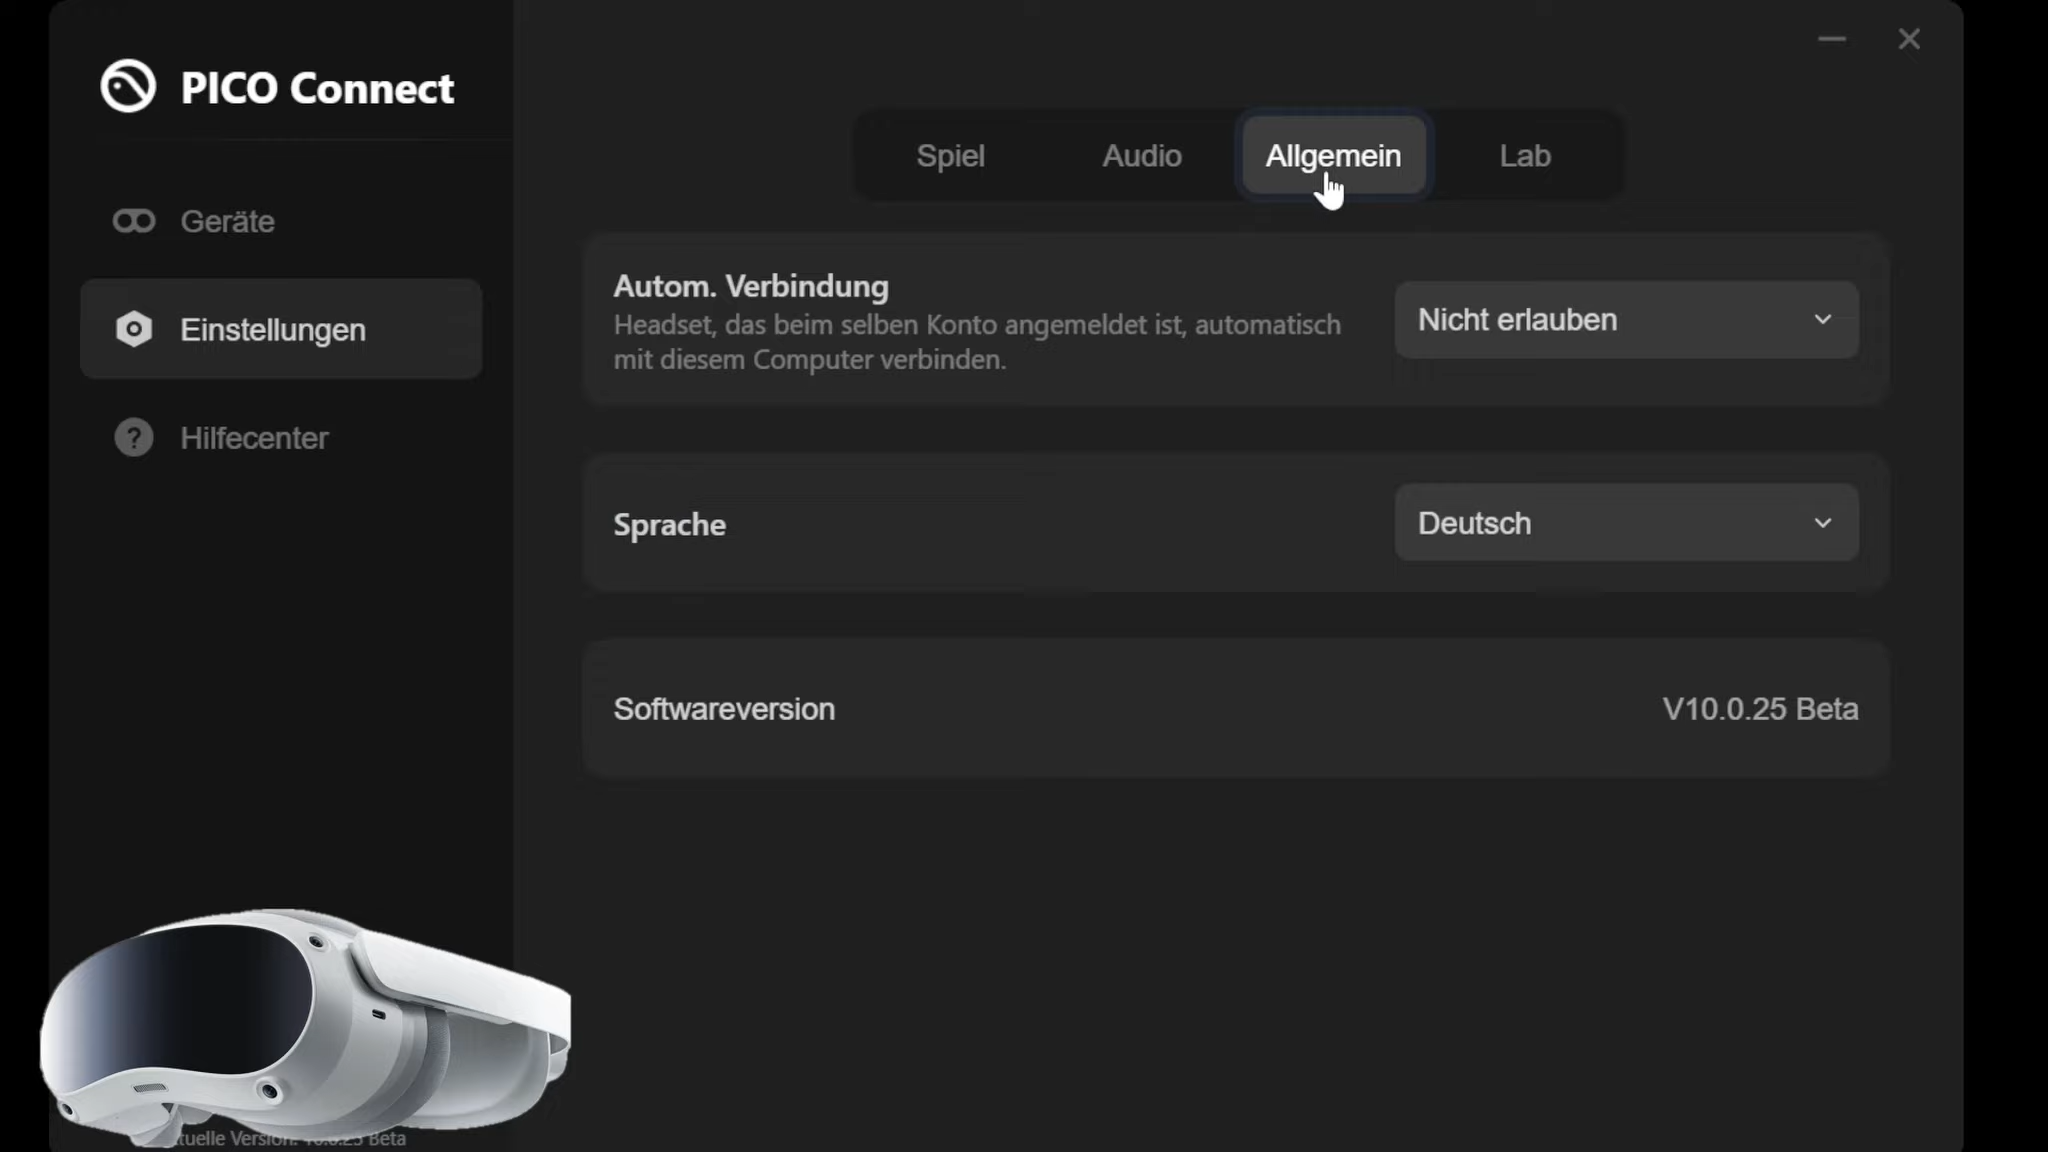 PICO Connect
Geräte
Einstellungen
Hilfecenter
Spiel
Audio
Allgemein
Lab
Autom. Verbindung
Headset, das beim selben Konto angemeldet ist, automatisch
mit diesem Computer verbinden.
Nicht erlauben
Sprache
Deutsch
Softwareversion
V10.0.25 Beta
Beta